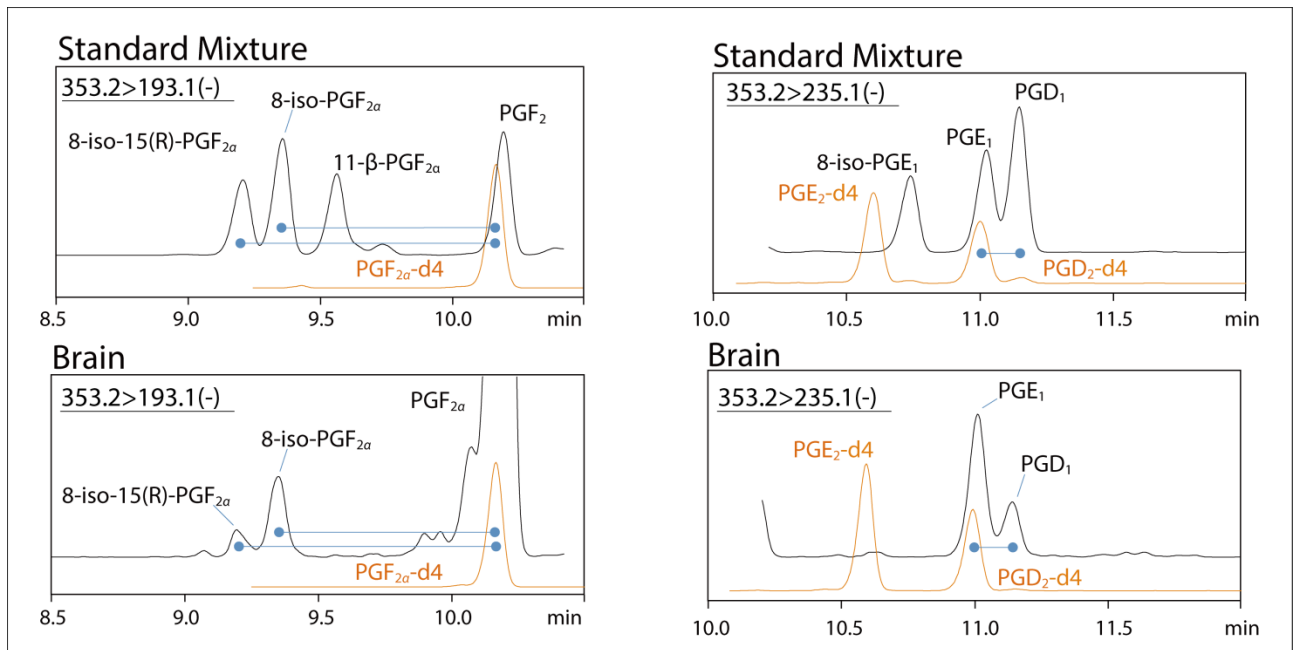 Standard Mixture
353.2>193.1(-)
8-iso-PGF2α
PGF2
8-iso-15(R)-PGF2α
11-β-PGF2α
PGF2α-d4
8.5 9.0 9.5 10.0 min
Standard Mixture
353.2>235.1(-)
PGD1
PGE1
8-iso-PGE1
PGE2-d4
PGD2-d4
10.0 10.5 11.0 11.5 min
Brain
353.2>193.1(-)
PGF2α
8-iso-PGF2α
8-iso-15(R)-PGF2α
PGF2α-d4
8.5 9.0 9.5 10.0 min
Brain
353.2>235.1(-)
PGE1
PGE2-d4
PGD1
PGD2-d4
10.0 10.5 11.0 11.5 min